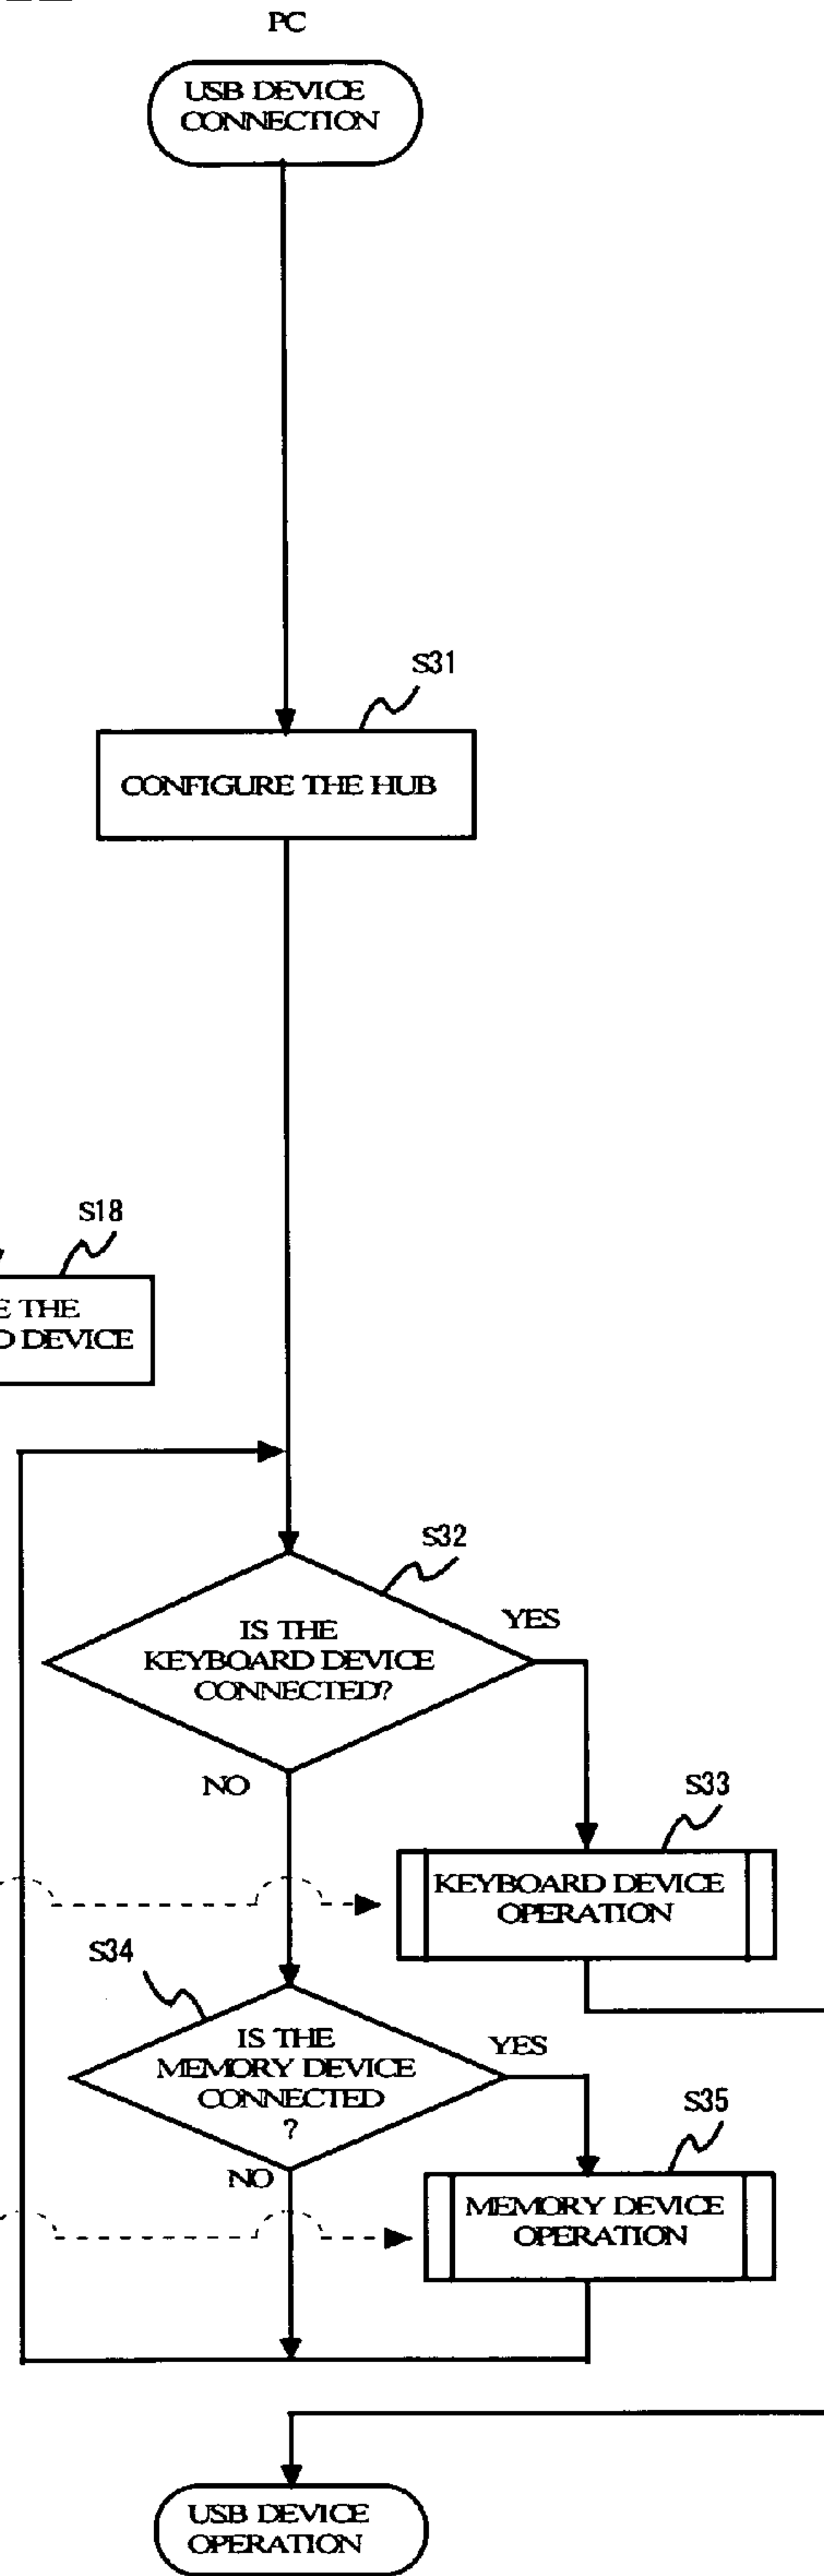 PC
USB DEVICE
CONNECTION
S31
CONFIGURE THE HUB
S18
E THE
D DEVICE
S32
IS THE
KEYBOARD DEVICE
CONNECTED?
YES
NO
S33
KEYBOARD DEVICE
OPERATION
S34
IS THE
MEMORY DEVICE
CONNECTED
?
YES
NO
S35
MEMORY DEVICE
OPERATION
USB DEVICE
OPERATION